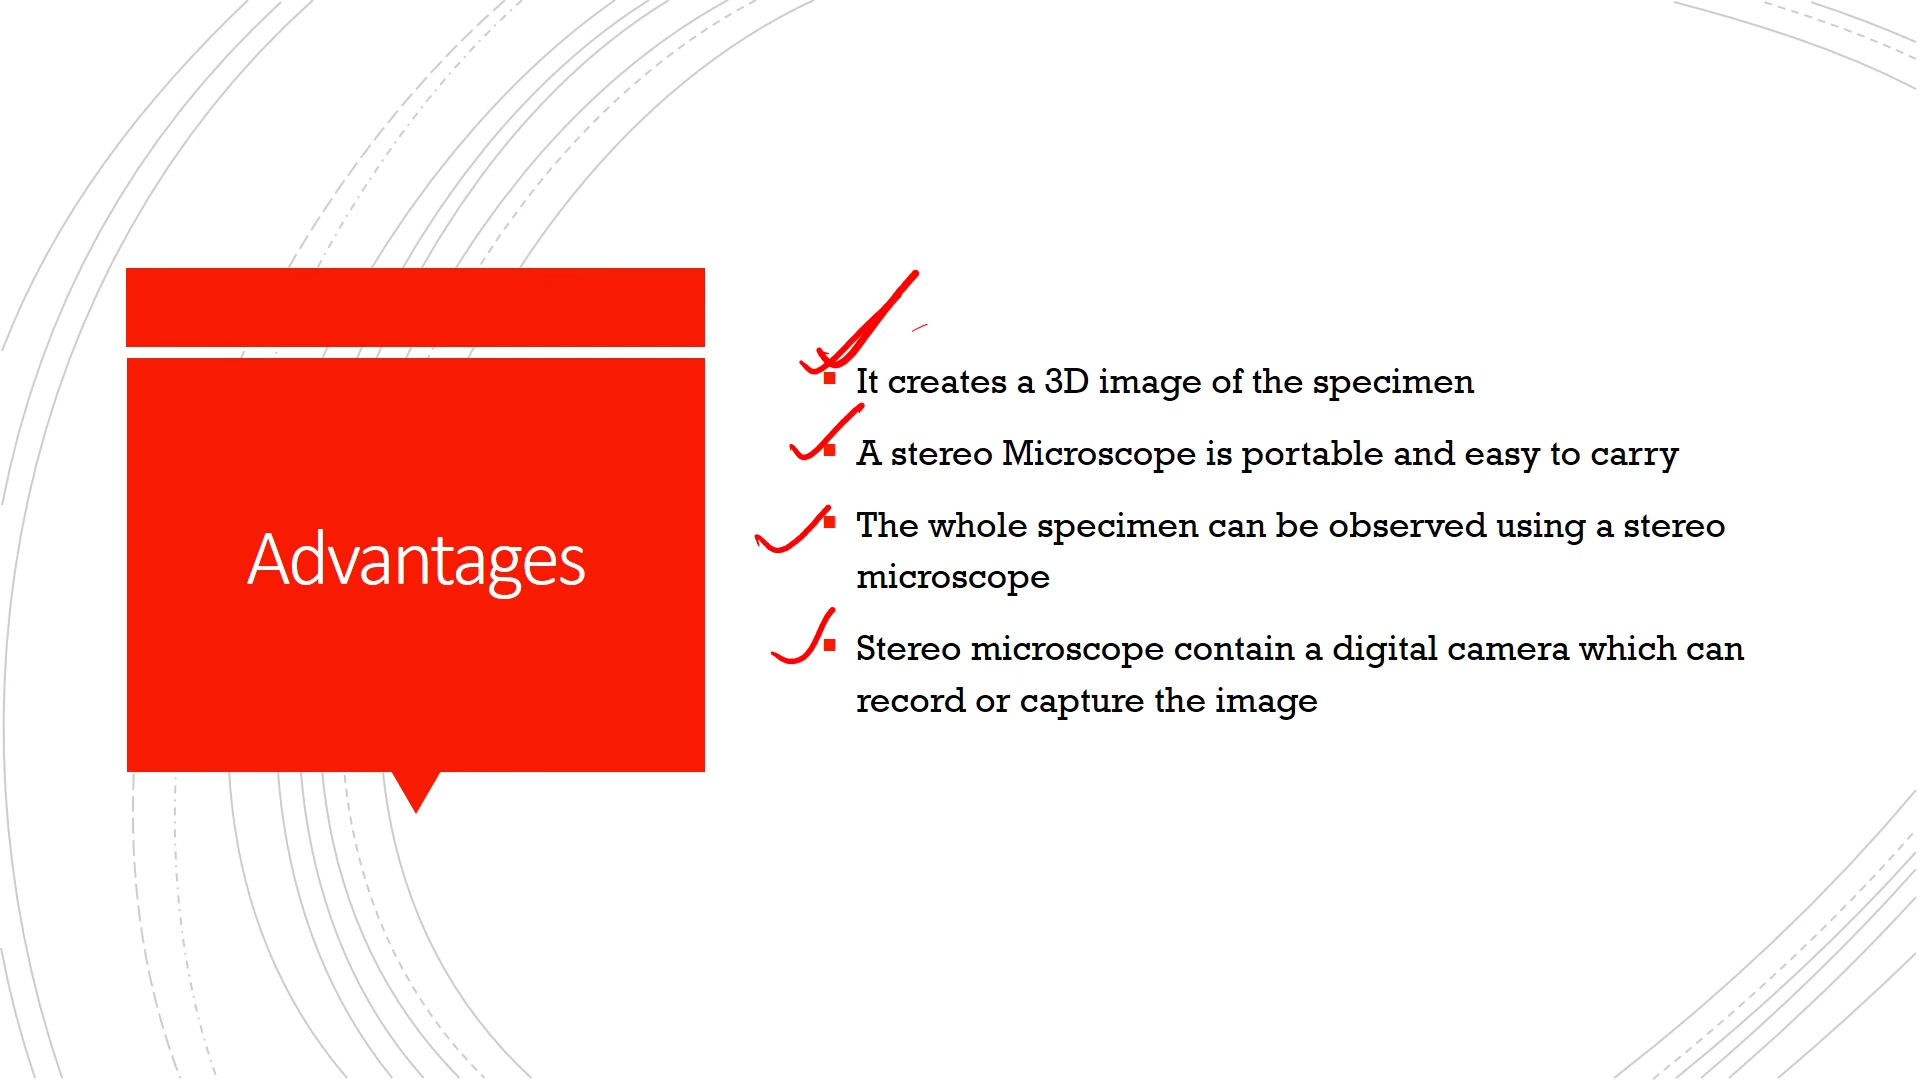 Advantages
It creates a 3D image of the specimen
A stereo Microscope is portable and easy to carry
The whole specimen can be observed using a stereo
microscope
Stereo microscope contain a digital camera which can
record or capture the image